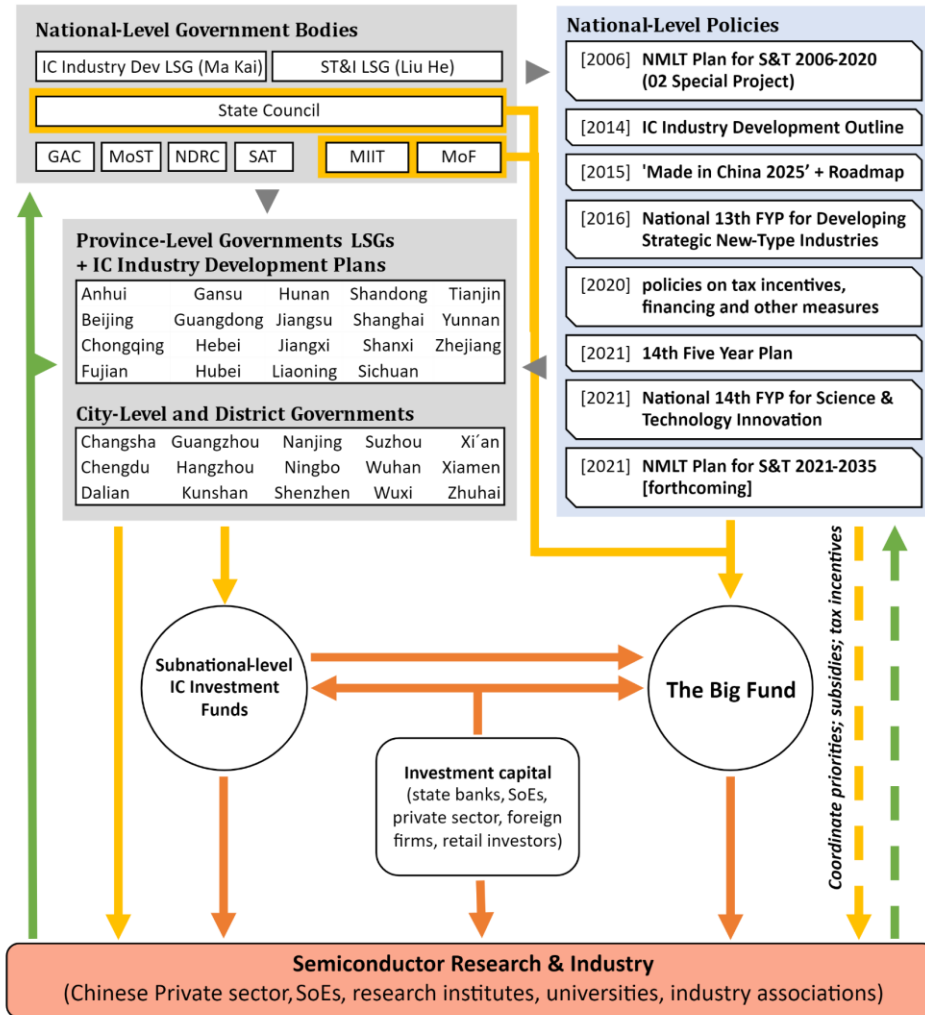 National-Level Government Bodies
IC Industry Dev LSG (Ma Kai)
ST&I LSG (Liu He)
State Council
GAC
MoST
NDRC
SAT
MIIT
MoF
National-Level Policies
[2006] NMLT Plan for S&T 2006-2020
(02 Special Project)
[2014] IC Industry Development Outline
[2015] 'Made in China 2025’ + Roadmap
[2016] National 13th FYP for Developing
Strategic New-Type Industries
[2020] policies on tax incentives,
financing and other measures
[2021] 14th Five Year Plan
[2021] National 14th FYP for Science &
Technology Innovation
[2021] NMLT Plan for S&T 2021-2035
[forthcoming]
Province-Level Governments LSGs
+ IC Industry Development Plans
Anhui Gansu Hunan Shandong Tianjin
Beijing Guangdong Jiangsu Shanghai Yunnan
Chongqing Hebei Jiangxi Shanxi Zhejiang
Fujian Hubei Liaoning Sichuan
City-Level and District Governments
Changsha Guangzhou Nanjing Suzhou Xi´an
Chengdu Hangzhou Ningbo Wuhan Xiamen
Dalian Kunshan Shenzhen Wuxi Zhuhai
Subnational-level
IC Investment
Funds
The Big Fund
Investment capital
(state banks, SoEs,
private sector, foreign
firms, retail investors)
Coordinate priorities; subsidies; tax incentives
Semiconductor Research & Industry
(Chinese Private sector, SoEs, research institutes, universities, industry associations)